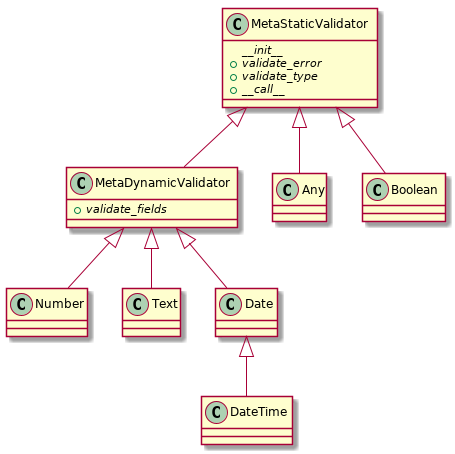 C MetaStaticValidator
__init__
validate_error
validate_type
__call__
C MetaDynamicValidator
validate_fields
C Any
C Boolean
C Number
C Text
C Date
C DateTime